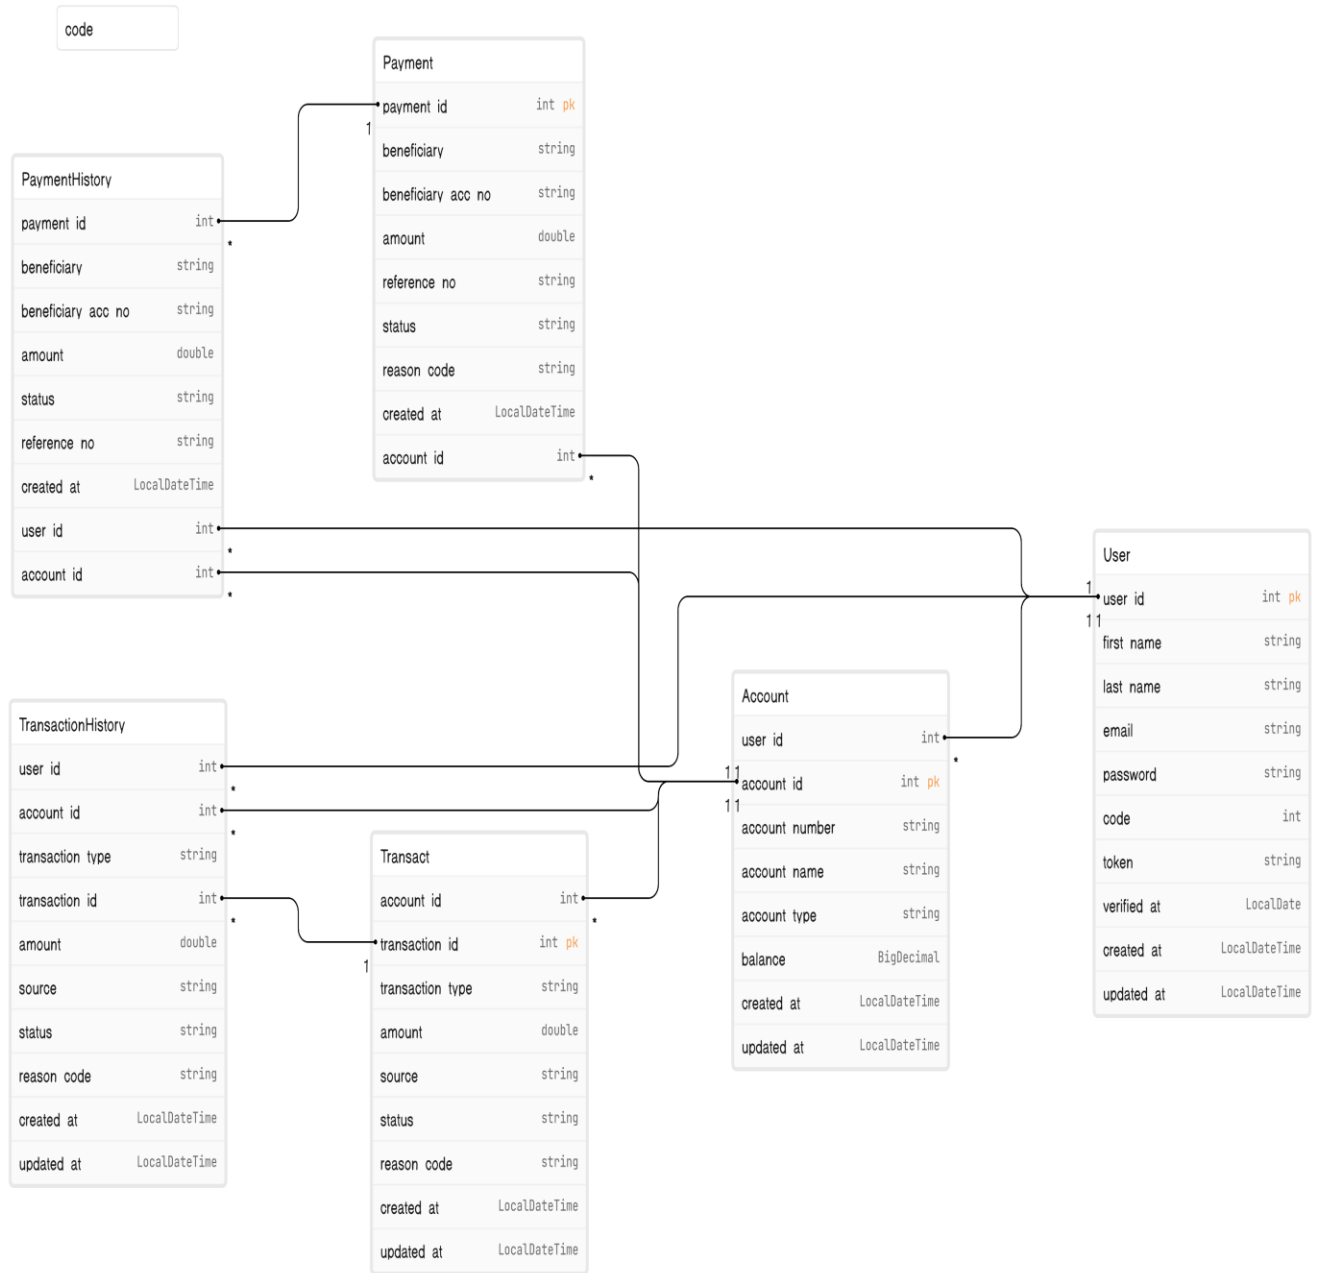 code
Payment
payment id int pk
1
beneficiary string
beneficiary acc no string
amount double
reference no string
status string
reason code string
created at LocalDateTime
account id int
*
PaymentHistory
payment id int
*
beneficiary string
beneficiary acc no string
amount double
status string
reference no string
created at LocalDateTime
user id int
*
account id int
*
User
1
user id int pk
1 1
first name string
last name string
email string
password string
code int
token string
verified at LocalDate
created at LocalDateTime
updated at LocalDateTime
Account
user id int
*
1 1
account id int pk
1 1
account number string
account name string
account type string
balance BigDecimal
created at LocalDateTime
updated at LocalDateTime
TransactionHistory
user id int
*
account id int
*
transaction type string
transaction id int
*
amount double
source string
status string
reason code string
created at LocalDateTime
updated at LocalDateTime
Transact
account id int
*
transaction id int pk
1
transaction type string
amount double
source string
status string
reason code string
created at LocalDateTime
updated at LocalDateTime